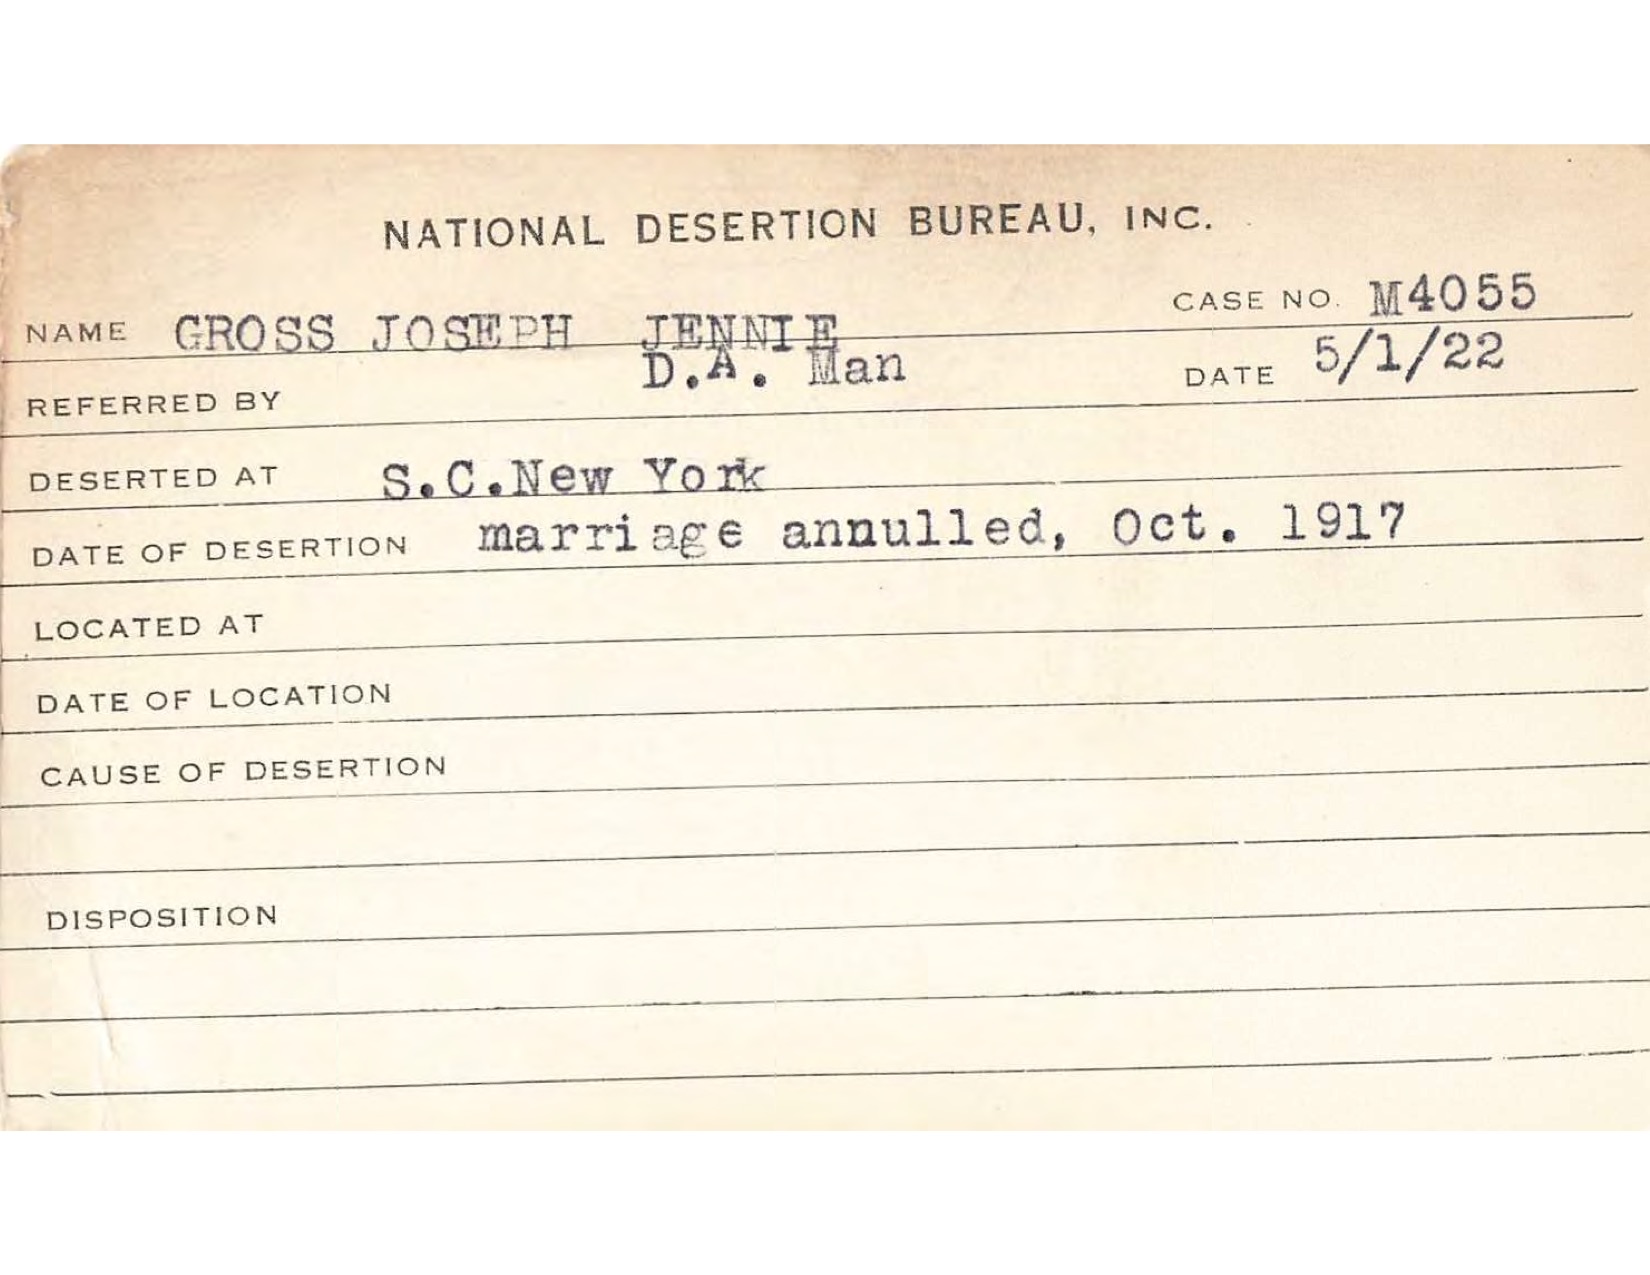 NATIONAL DESERTION BUREAU, INC.
CASE NO. M4055
NAME GROSS JOSEPH JENNIE
REFERRED BY D.A. Man DATE 5/1/22
DESERTED AT S.C.New York
DATE OF DESERTION marriage annulled, Oct. 1917
LOCATED AT
DATE OF LOCATION
CAUSE OF DESERTION
DISPOSITION